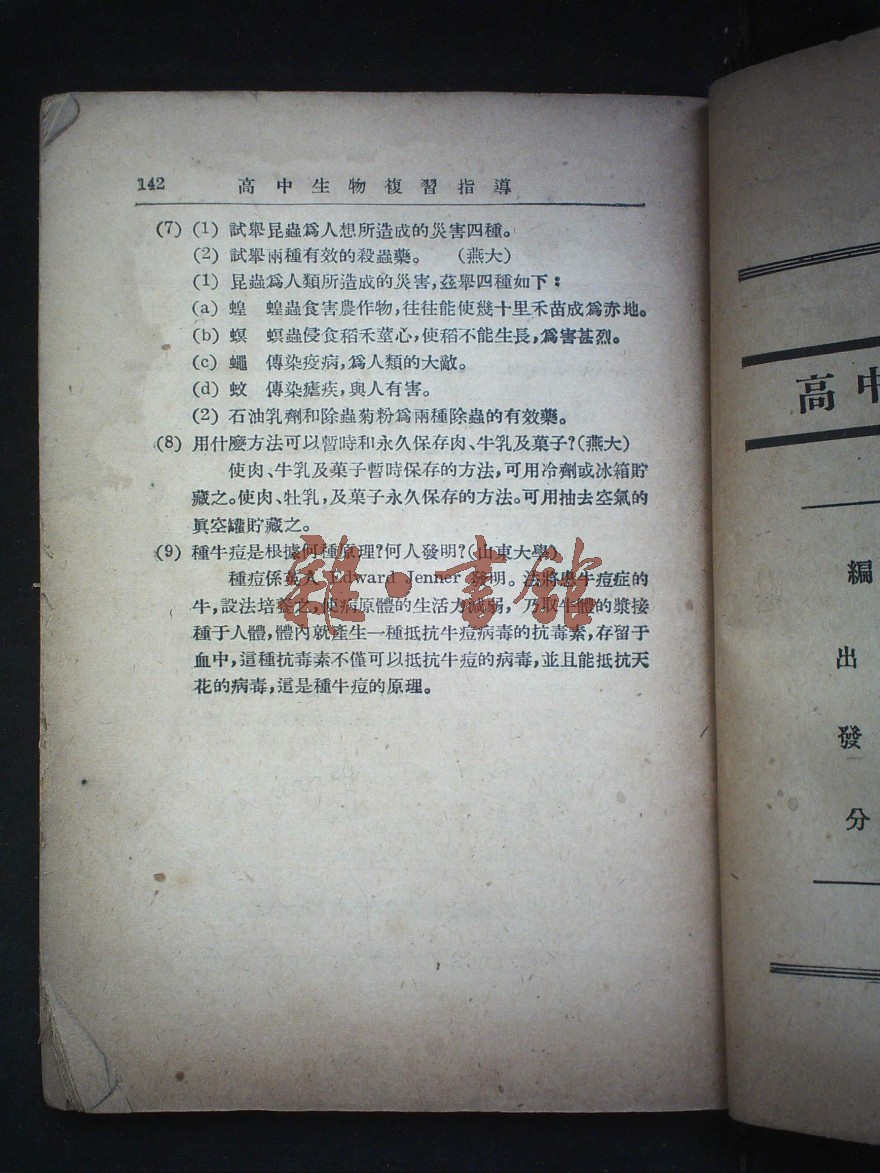 142 高中生物複習指導
(7) (1) 試舉昆蟲爲人想所造成的災害四種。
(2) 試舉兩種有效的殺蟲藥。 (燕大)
(1) 昆蟲爲人類所造成的災害,茲舉四種如下:
(a) 蝗 蝗蟲食害農作物,往往能使幾十里禾苗成爲赤地。
(b) 螟 螟蟲侵食稻禾莖心,使稻不能生長,爲害甚烈。
(c) 蠅 傳染疫病,爲人類的大敵。
(d) 蚊 傳染瘧疾,與人有害。
(2) 石油乳劑和除蟲菊粉爲兩種除蟲的有效藥。
(8) 用什麼方法可以暫時和永久保存肉、牛乳及菓子?(燕大)
使肉、牛乳及菓子暫時保存的方法,可用冷劑或冰箱貯
藏之。使肉、牡乳,及菓子永久保存的方法。可用抽去空氣的
眞空罐貯藏之。
(9) 種牛痘是根據何種原理?何人發明?(山東大學)
種痘係英人 Edward Jenner 發明。法將患牛痘症的
牛,設法培養之,使病原體的生活力減弱,乃取牛體的漿接
種于人體,體內就產生一種抵抗牛痘病毒的抗毒素,存留于
血中,這種抗毒素不僅可以抵抗牛痘的病毒,並且能抵抗天
花的病毒,這是種牛痘的原理。
雜·書館
高中
編
出
發
分